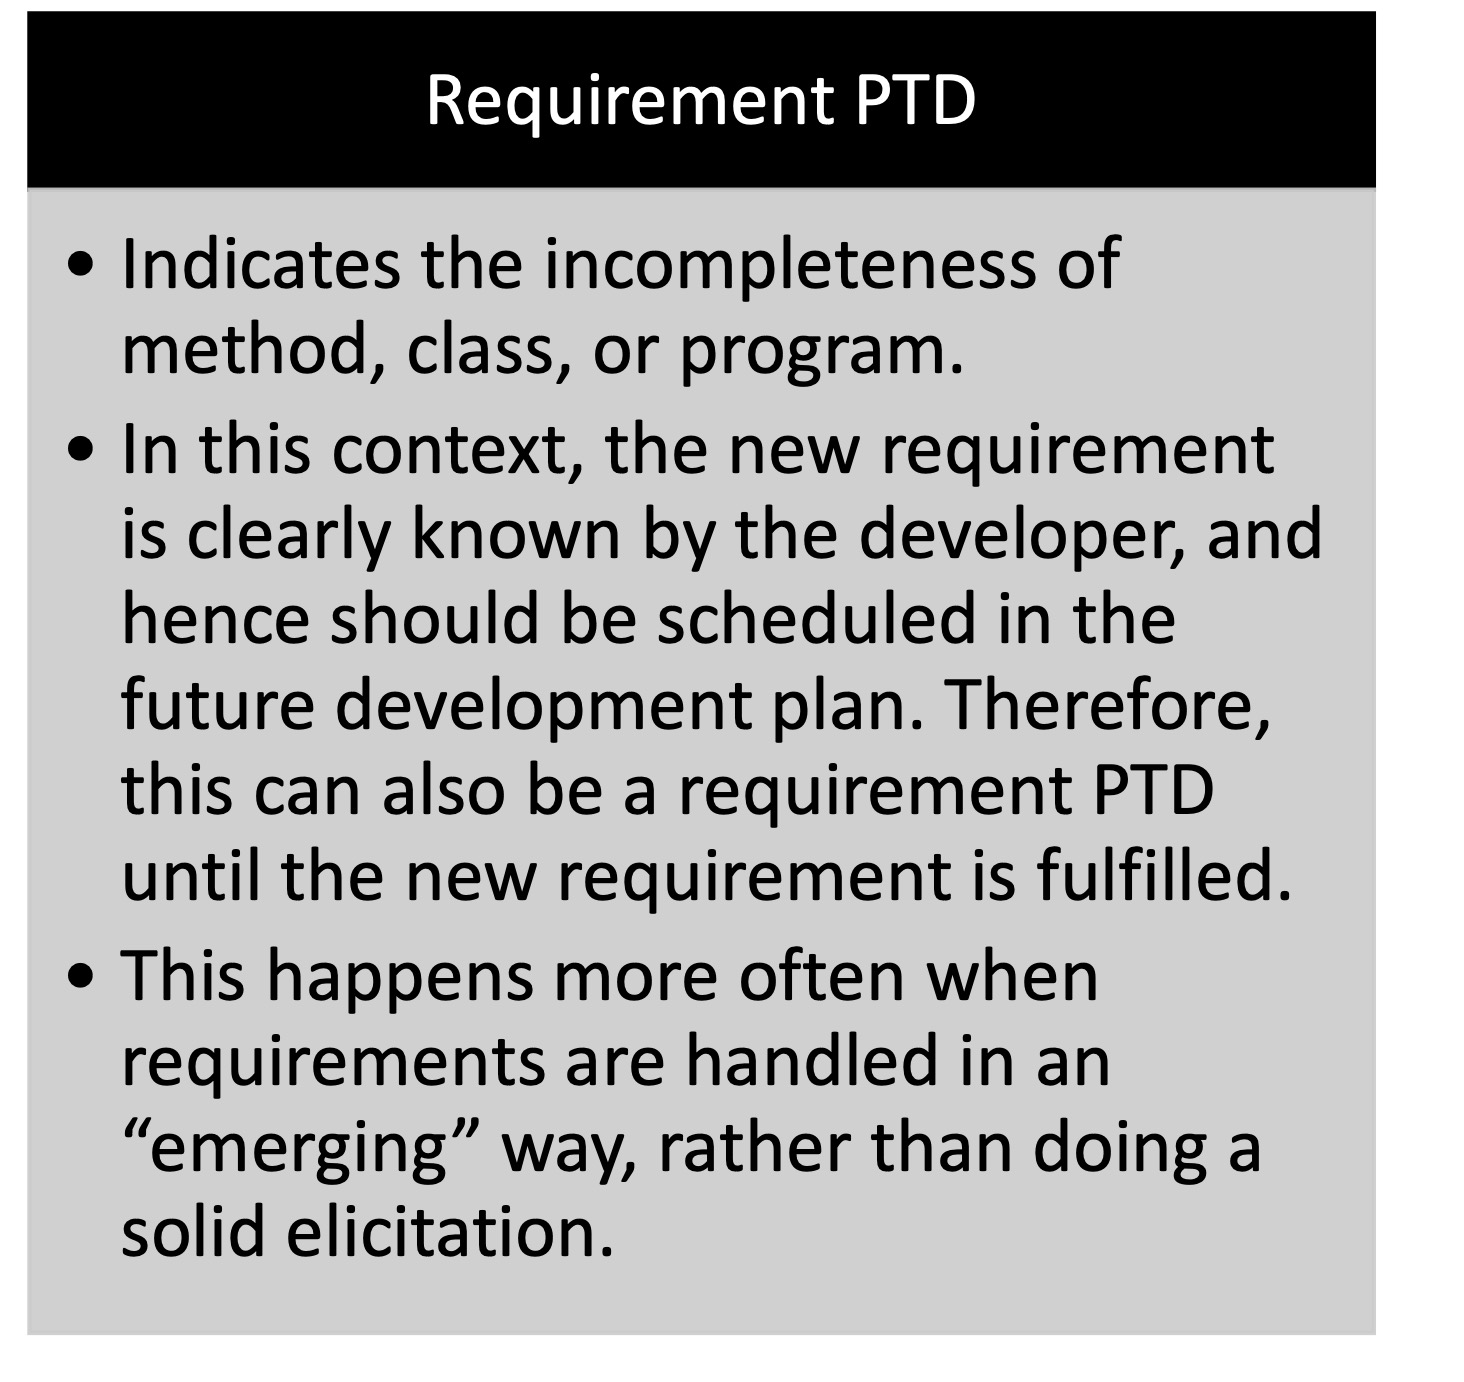 Requirement PTD
• Indicates the incompleteness of
method, class, or program.
• In this context, the new requirement
is clearly known by the developer, and
hence should be scheduled in the
future development plan. Therefore,
this can also be a requirement PTD
until the new requirement is fulfilled.
• This happens more often when
requirements are handled in an
“emerging” way, rather than doing a
solid elicitation.